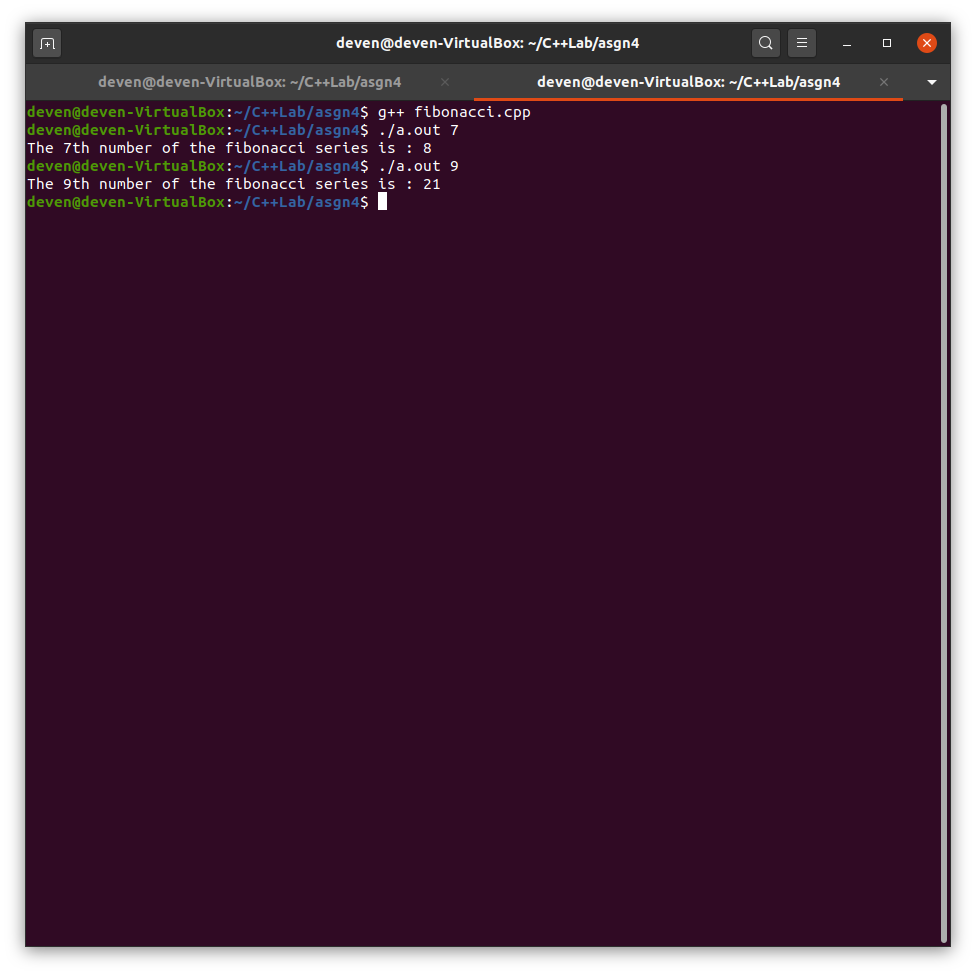 deven@deven-VirtualBox: ~/C++Lab/asgn4
deven@deven-VirtualBox: ~/C++Lab/asgn4
deven@deven-VirtualBox: ~/C++Lab/asgn4
deven@deven-VirtualBox:~/C++Lab/asgn4$ g++ fibonacci.cpp
deven@deven-VirtualBox:~/C++Lab/asgn4$ ./a.out 7
The 7th number of the fibonacci series is : 8
deven@deven-VirtualBox:~/C++Lab/asgn4$ ./a.out 9
The 9th number of the fibonacci series is : 21
deven@deven-VirtualBox:~/C++Lab/asgn4$